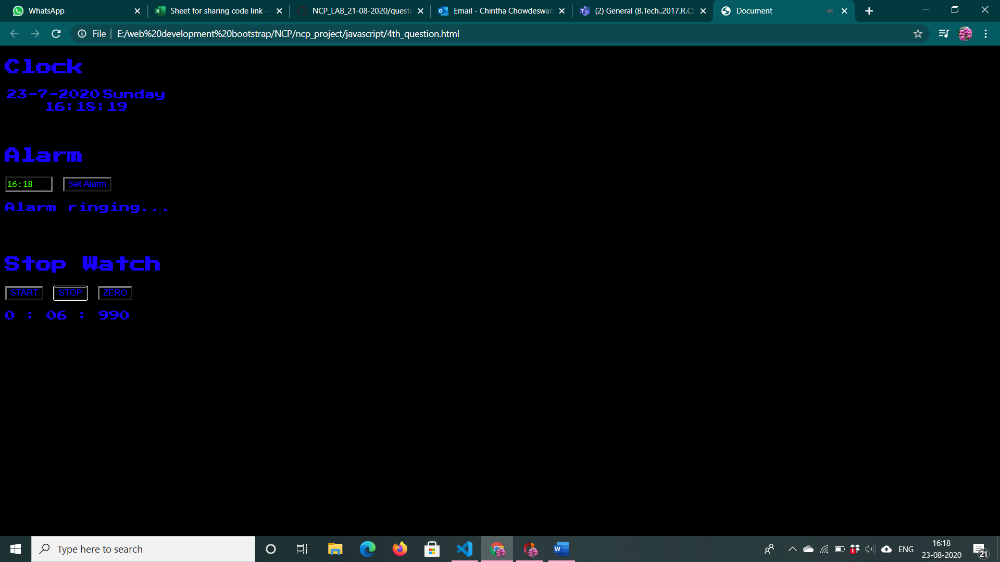 WhatsApp
Sheet for sharing code link -
NCP_LAB_21-08-2020/questi
Email - Chintha Chowdeswari
(2) General (B.Tech..2017.R.CS
Document
File
E:/web%20development%20bootstrap/NCP/ncp_project/javascript/4th_question.html
Clock
23-7-2020 Sunday
16:18:19
Alarm
16:18 Set Alarm
Alarm ringing...
Stop Watch
START STOP ZERO
0 : 06 : 990
Type here to search
1
ENG
16:18
23-08-2020
21